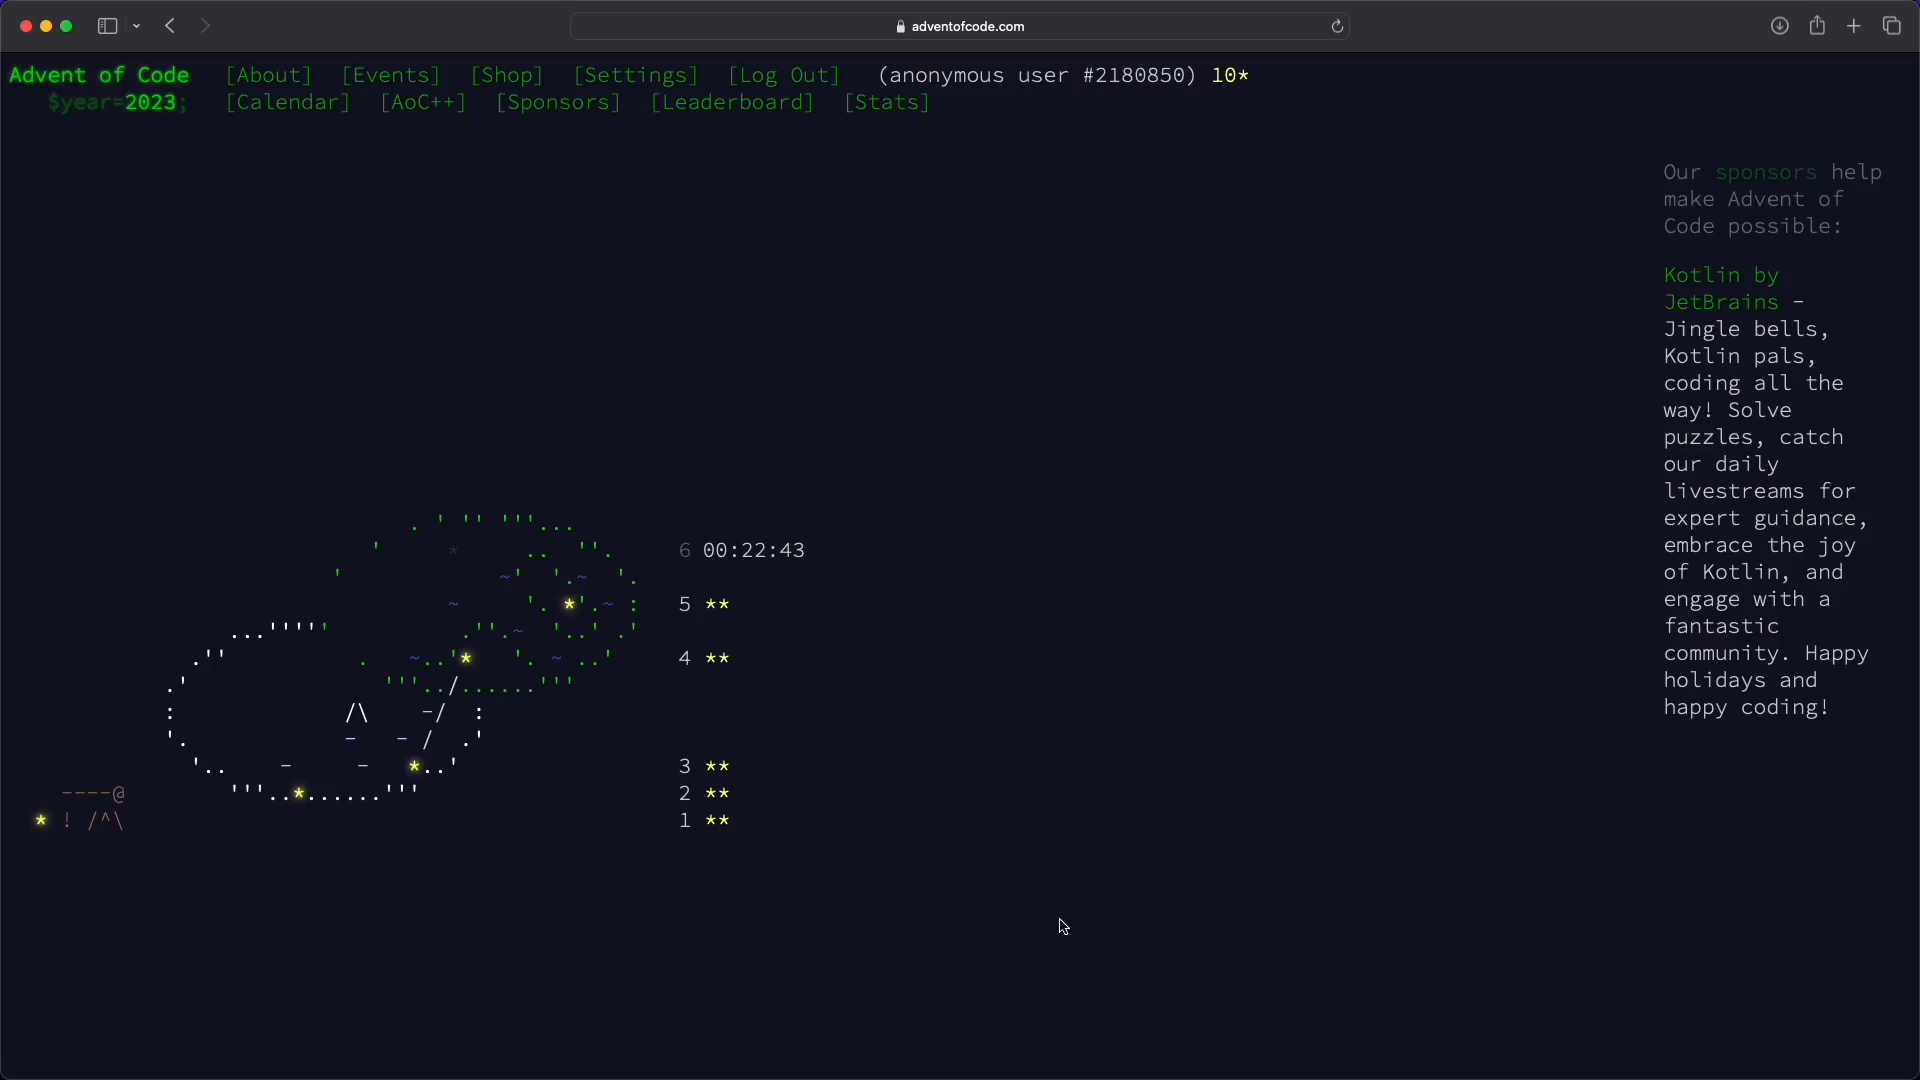 adventofcode.com
Advent of Code [About] [Events] [Shop] [Settings] [Log Out] (anonymous user #2180850) 10*
$year=2023; [Calendar] [AoC++] [Sponsors] [Leaderboard] [Stats]
Our sponsors help
make Advent of
Code possible:
Kotlin by
JetBrains -
Jingle bells,
Kotlin pals,
coding all the
way! Solve
puzzles, catch
our daily
livestreams for
expert guidance,
embrace the joy
of Kotlin, and
engage with a
fantastic
community. Happy
holidays and
happy coding!
6 00:22:43
5 **
4 **
3 **
2 **
1 **